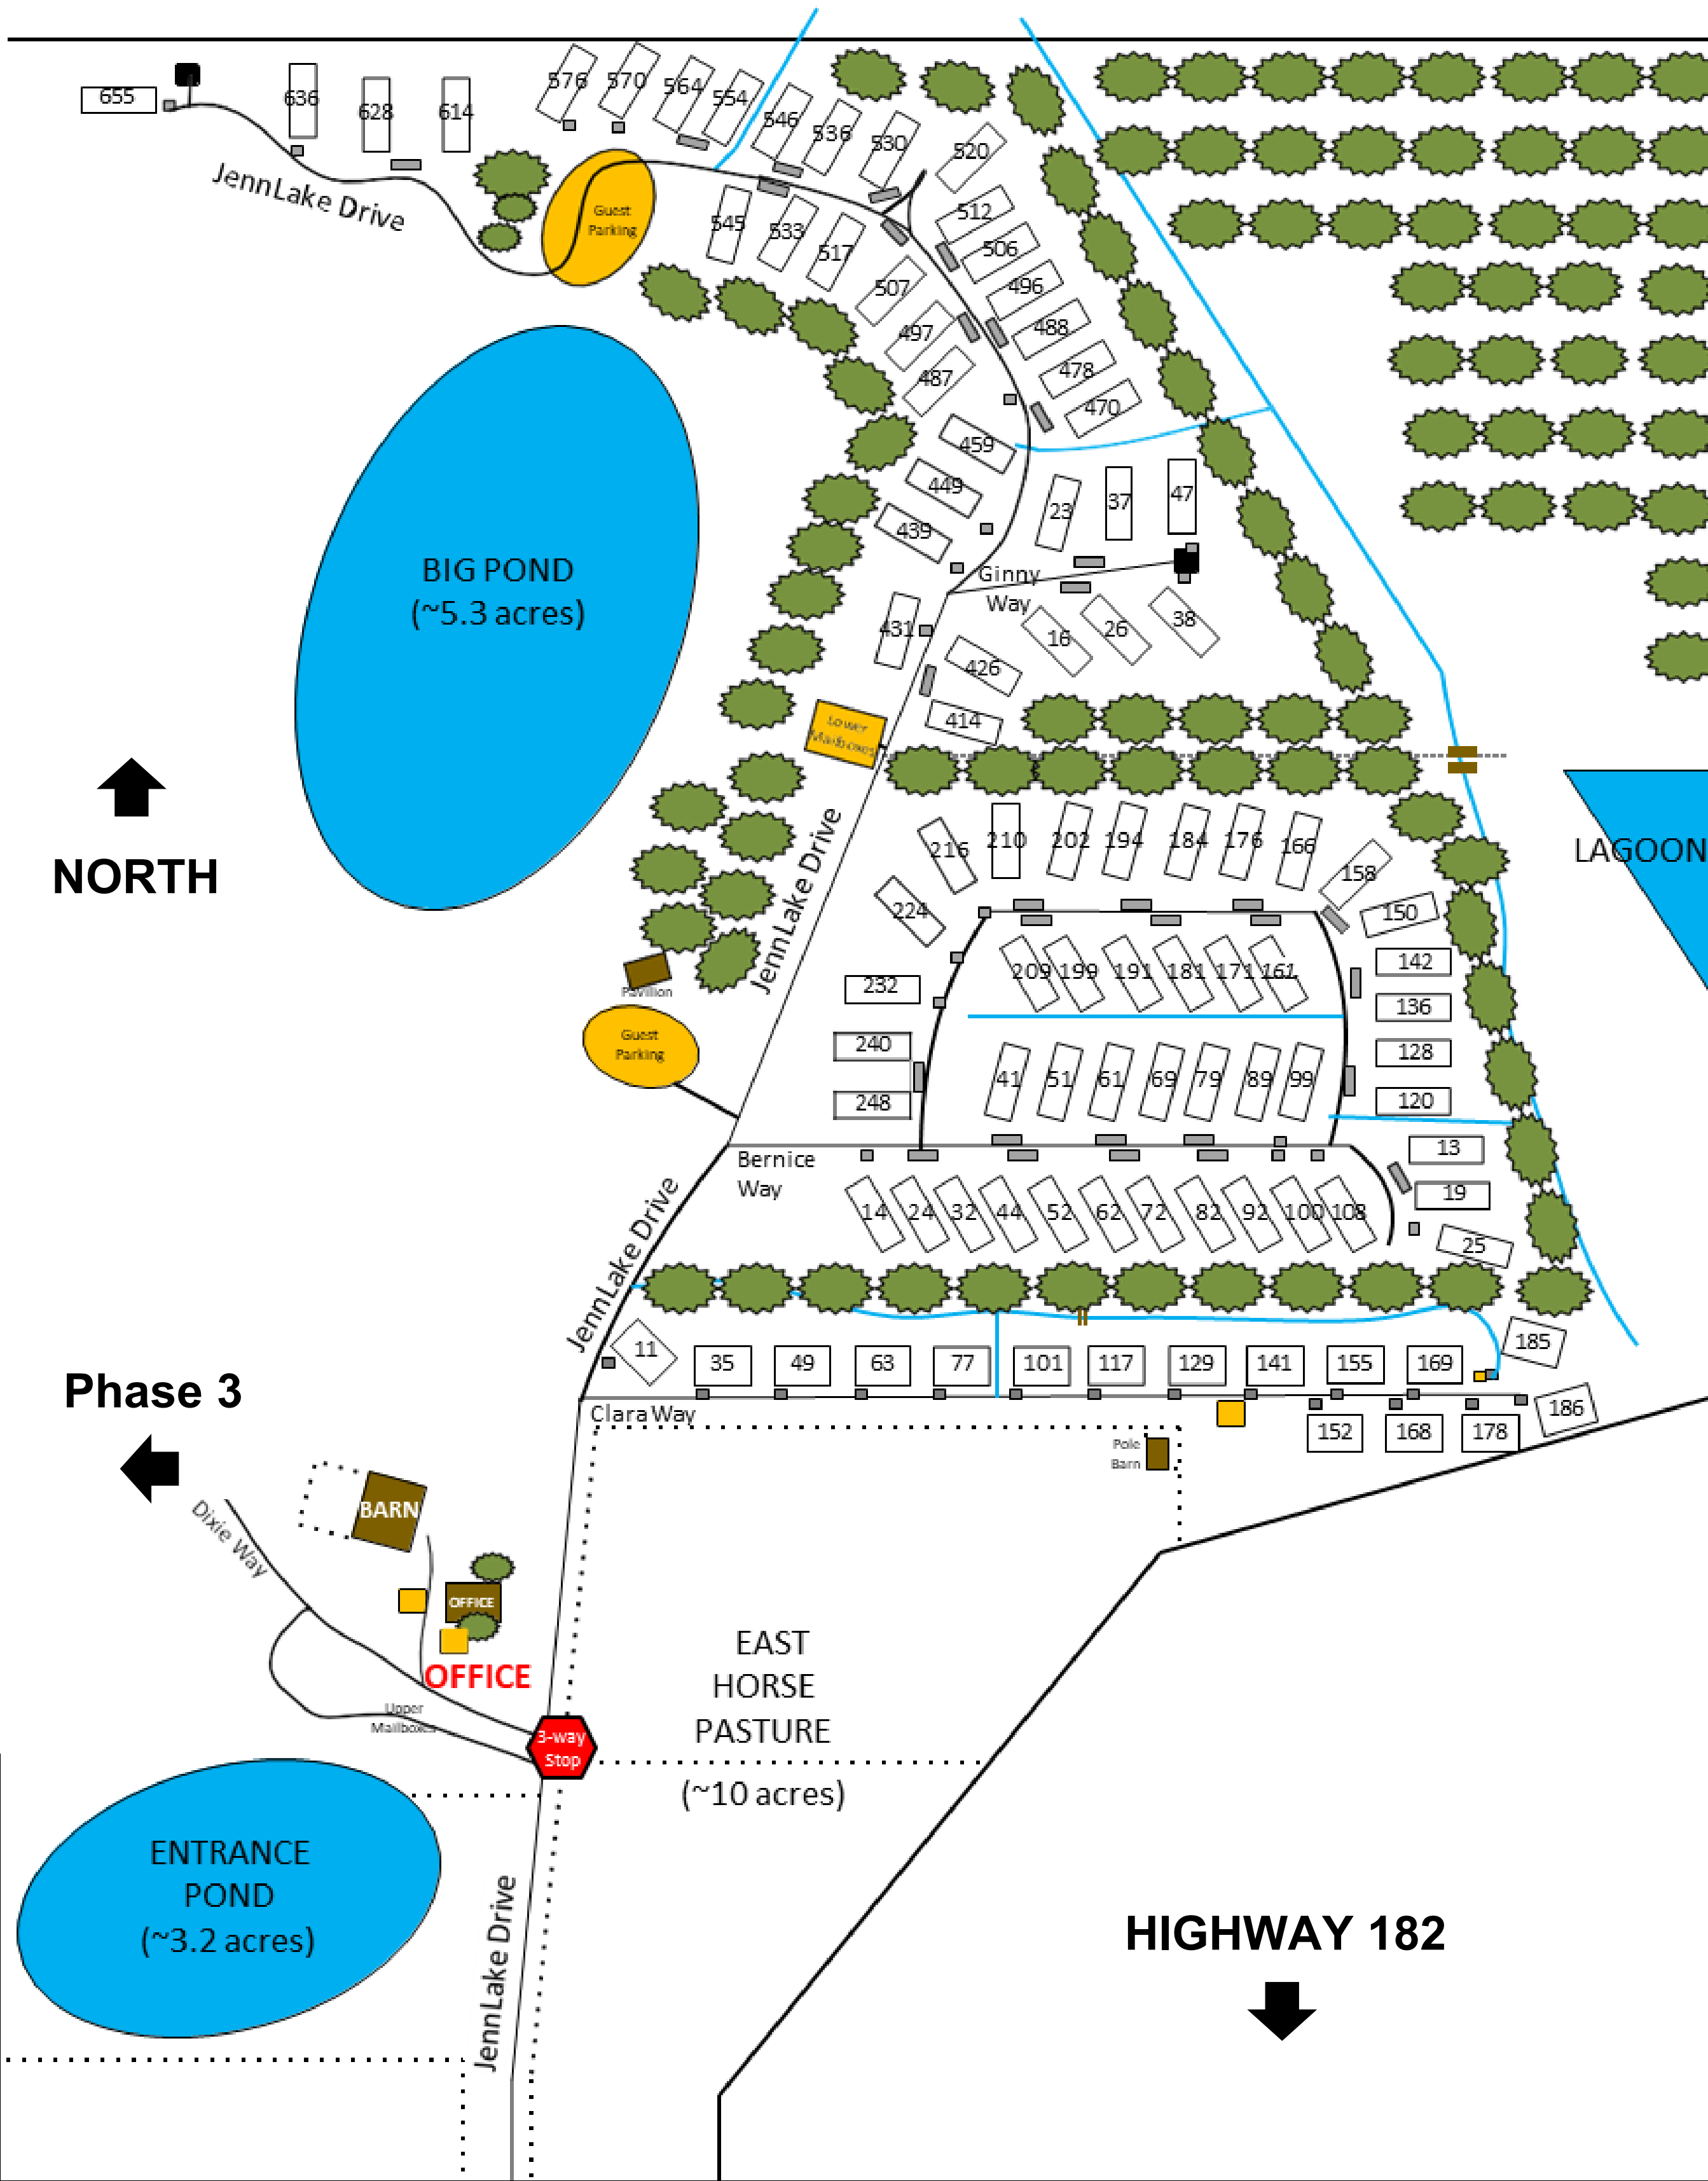 655
636
628
614
576
570
564
554
546
536
530
520
JennLake Drive
Guest
Parking
545
533
517
512
506
507
496
497
488
487
478
470
459
449
439
23
37
47
Ginny
Way
431
16
26
38
426
414
Lower
Mailboxes
BIG POND
(~5.3 acres)
NORTH
LAGOON
JennLake Drive
216
210
202
194
184
176
166
158
224
150
209
199
191
181
171
161
142
232
136
Pavilion
Guest
Parking
240
128
41
51
61
69
79
89
99
248
120
Bernice
Way
13
19
14
24
32
44
52
62
72
82
92
100
108
25
JennLake Drive
11
35
49
63
77
101
117
129
141
155
169
185
Clara Way
186
152
168
178
Pole
Barn
Phase 3
Dixie Way
BARN
OFFICE
OFFICE
Upper
Mailboxes
3-way
Stop
EAST
HORSE
PASTURE
(~10 acres)
ENTRANCE
POND
(~3.2 acres)
JennLake Drive
HIGHWAY 182